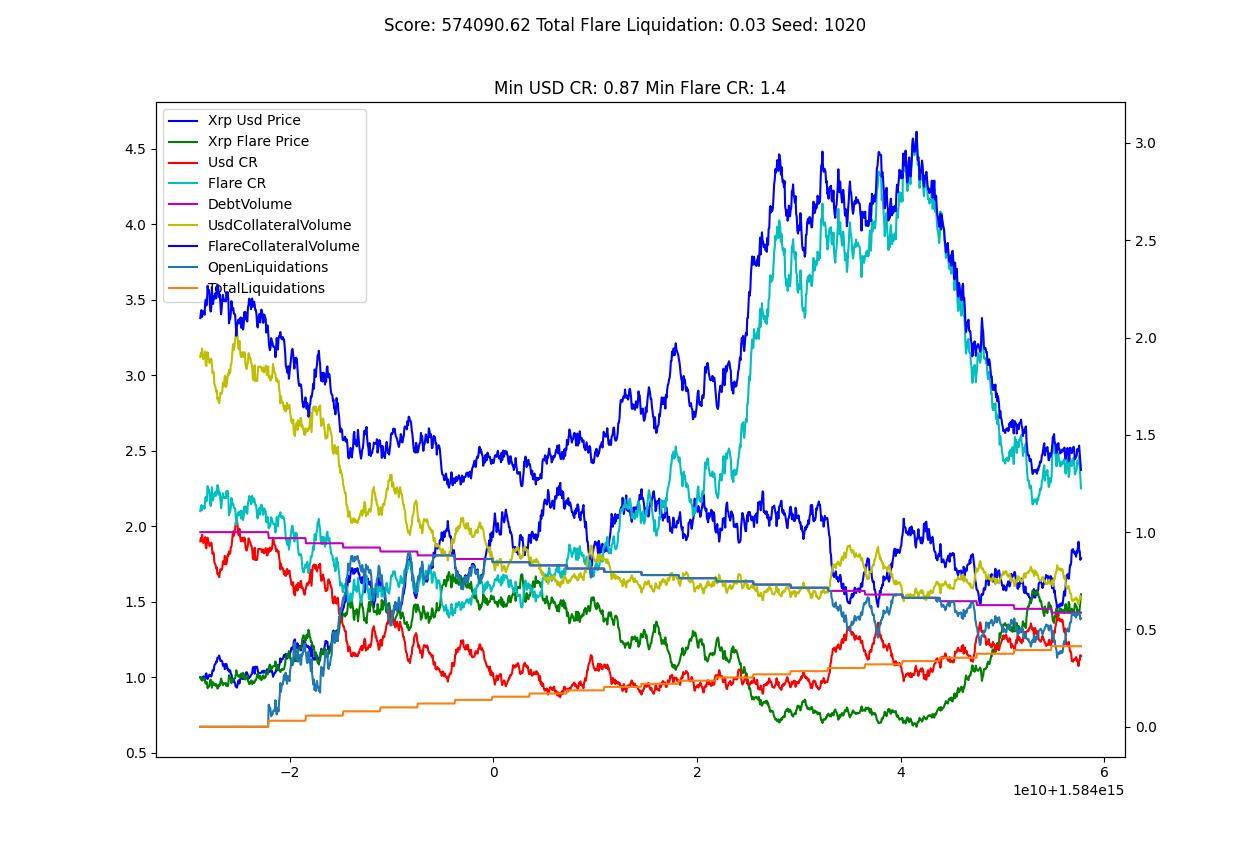 Score: 574090.62 Total Flare Liquidation: 0.03 Seed: 1020
Min USD CR: 0.87 Min Flare CR: 1.4
Xrp Usd Price
Xrp Flare Price
Usd CR
Flare CR
DebtVolume
UsdCollateralVolume
FlareCollateralVolume
OpenLiquidations
TotalLiquidations
4.5
4.0
3.5
3.0
2.5
2.0
1.5
1.0
0.5
3.0
2.5
2.0
1.5
1.0
0.5
0.0
−2
0
2
4
6
1e10+1.584e15